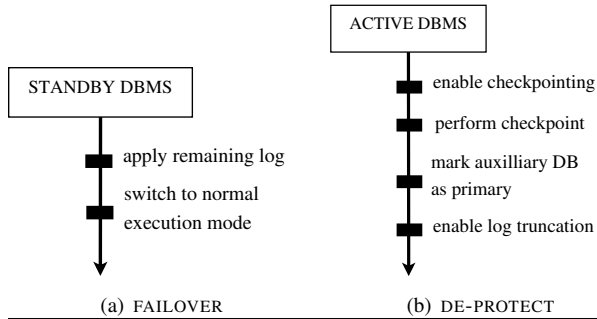 STANDBY DBMS
apply remaining log
switch to normal
execution mode
(a) FAILOVER
ACTIVE DBMS
enable checkpointing
perform checkpoint
mark auxilliary DB
as primary
enable log truncation
(b) DE-PROTECT